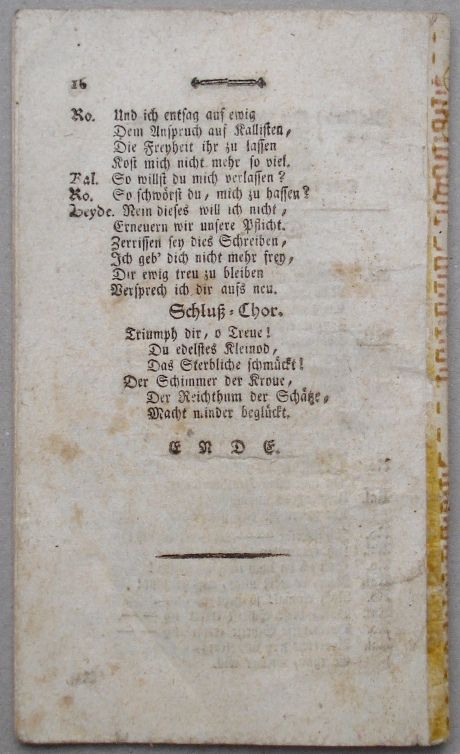 16
Ro. Und ich entsag auf ewig
Dem Anspruch auf Kallisten,
Die Freyheit ihr zu lassen
Kost mich nicht mehr so viel.
Fal. So willst du mich verlassen?
Ro. So schwörst du, mich zu hassen?
Beyde. Nein dieses will ich nicht,
Erneuern wir unsere Pflicht.
Zerrissen sey dies Schreiben,
Ich geb' dich nicht mehr frey,
Dir ewig treu zu bleiben
Versprech ich dir aufs neu.
Schluß-Chor.
Triumph dir, o Treue!
Du edelstes Kleinod,
Das Sterbliche schmückt!
Der Schimmer der Krone,
Der Reichthum der Schätze,
Macht minder beglückt.
ENDE.